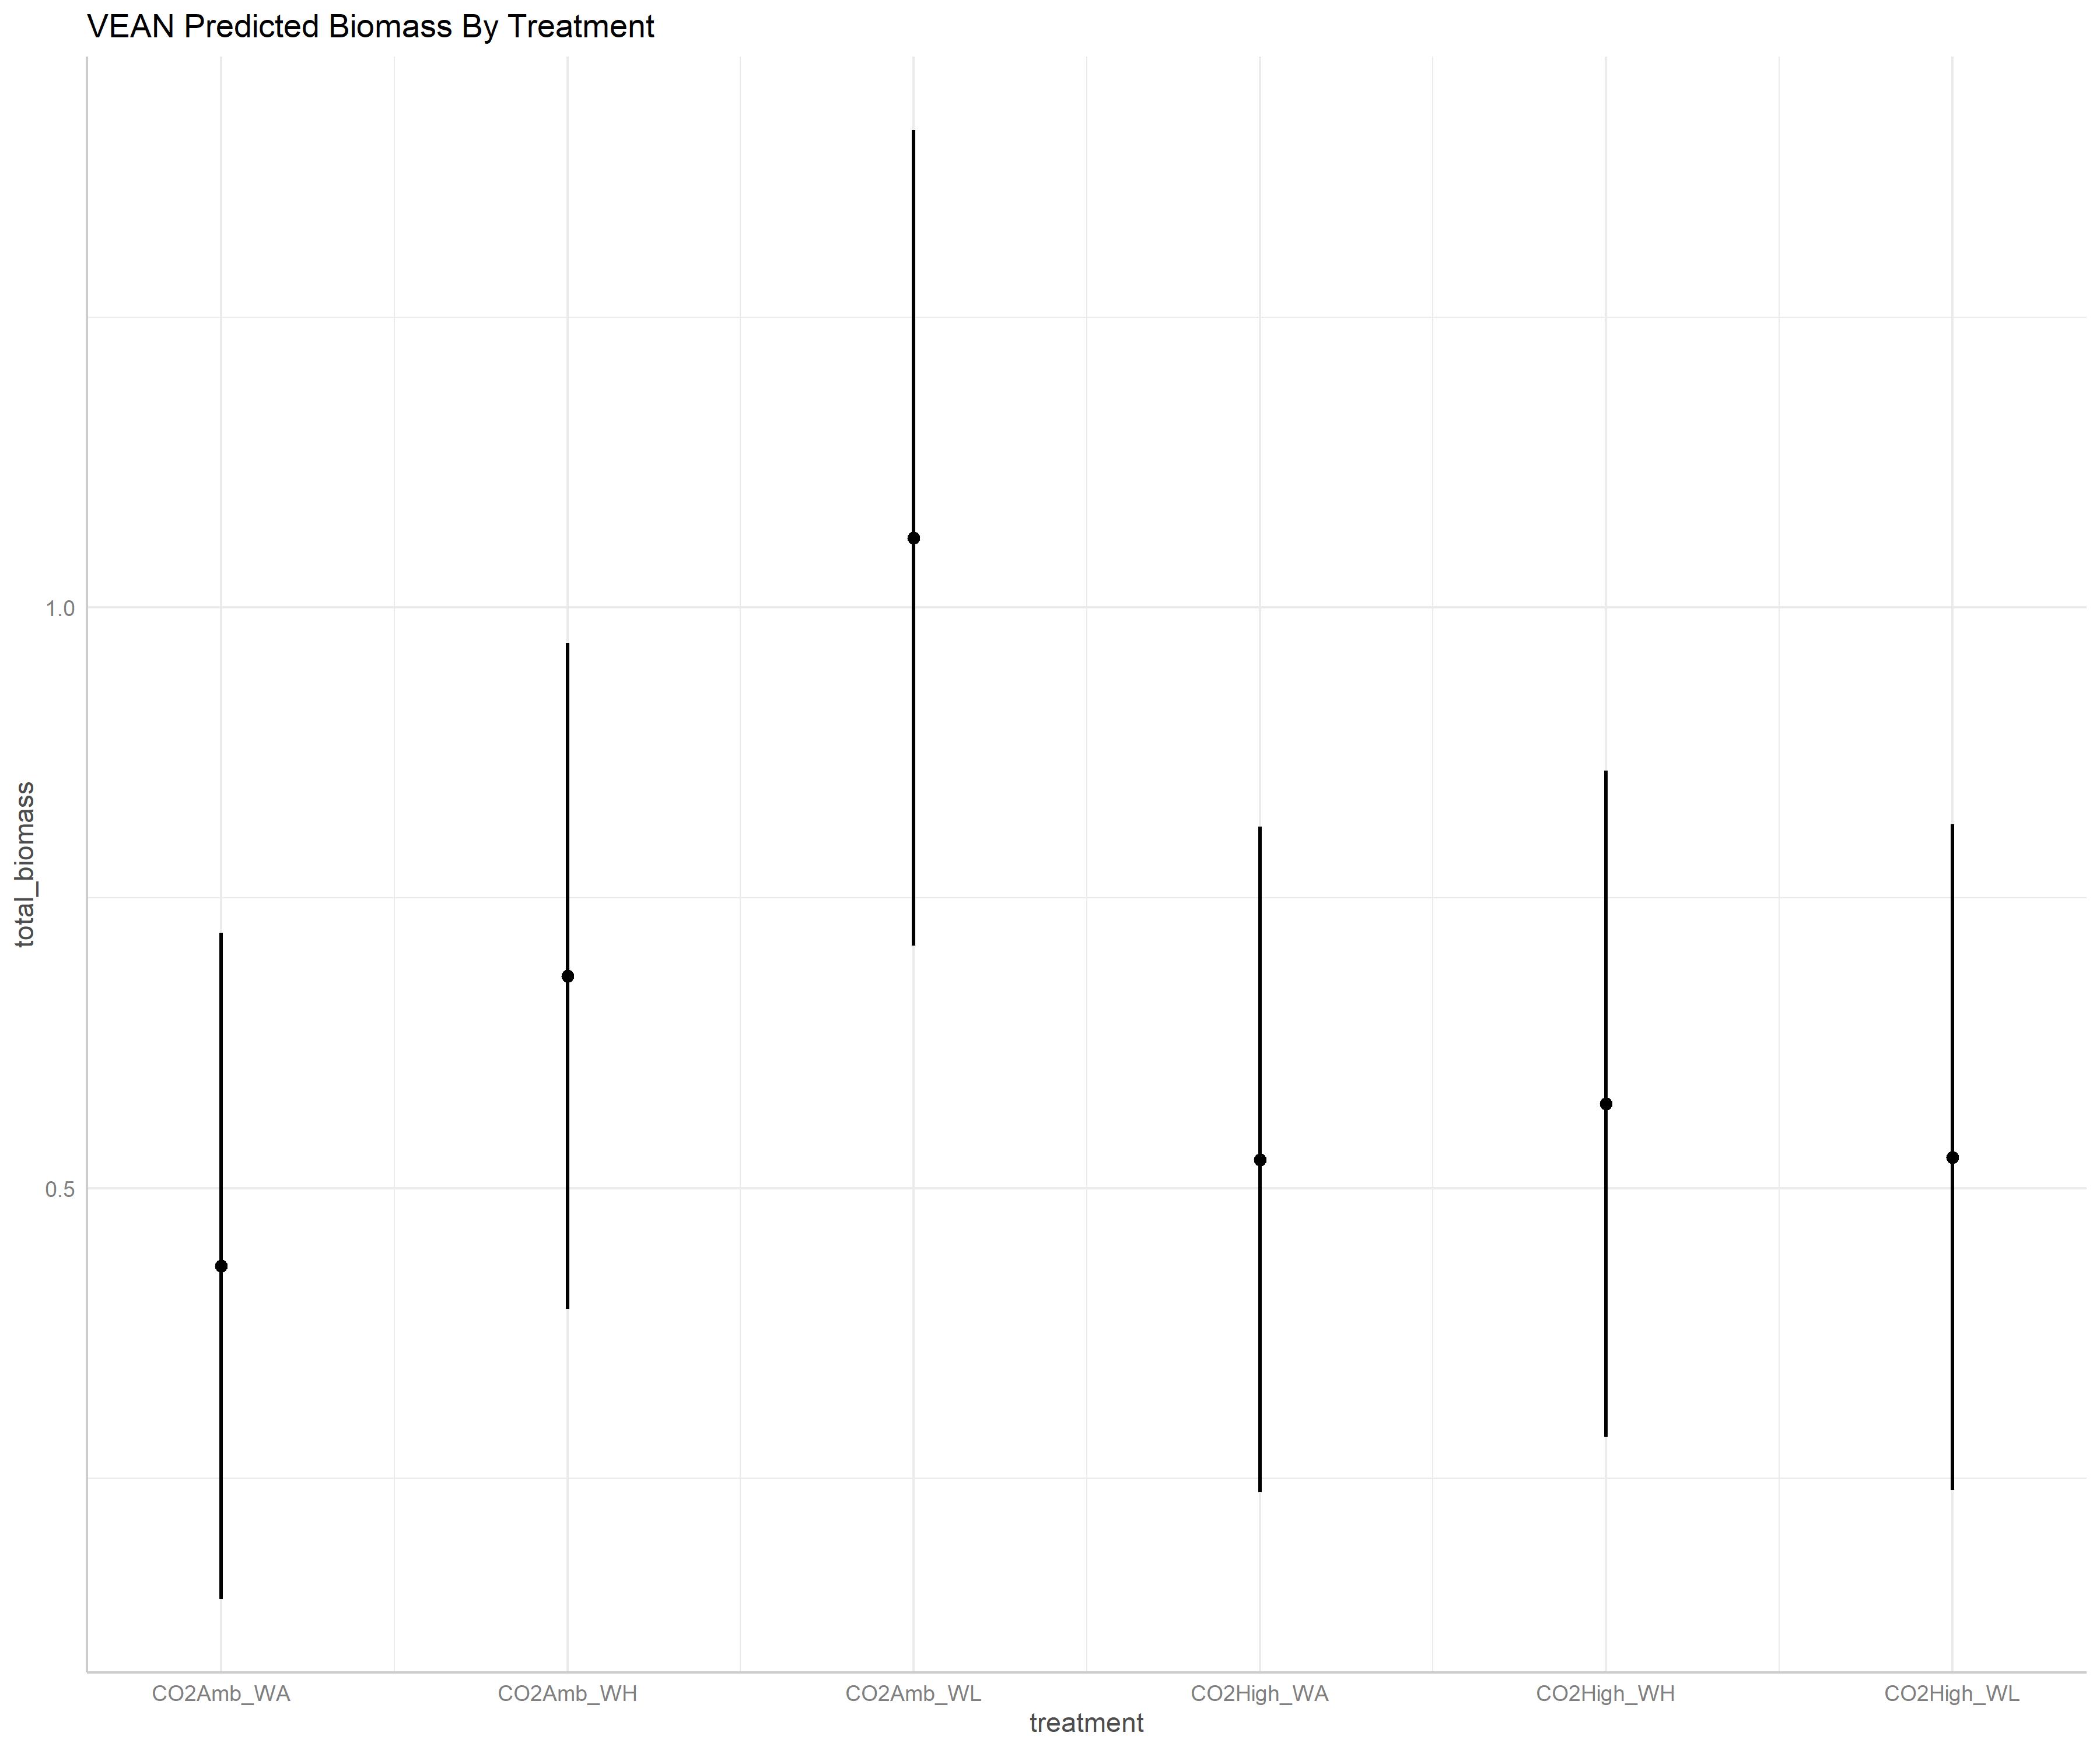 VEAN Predicted Biomass By Treatment
total_biomass
1.0
0.5
CO2Amb_WA CO2Amb_WH CO2Amb_WL CO2High_WA CO2High_WH CO2High_WL
treatment